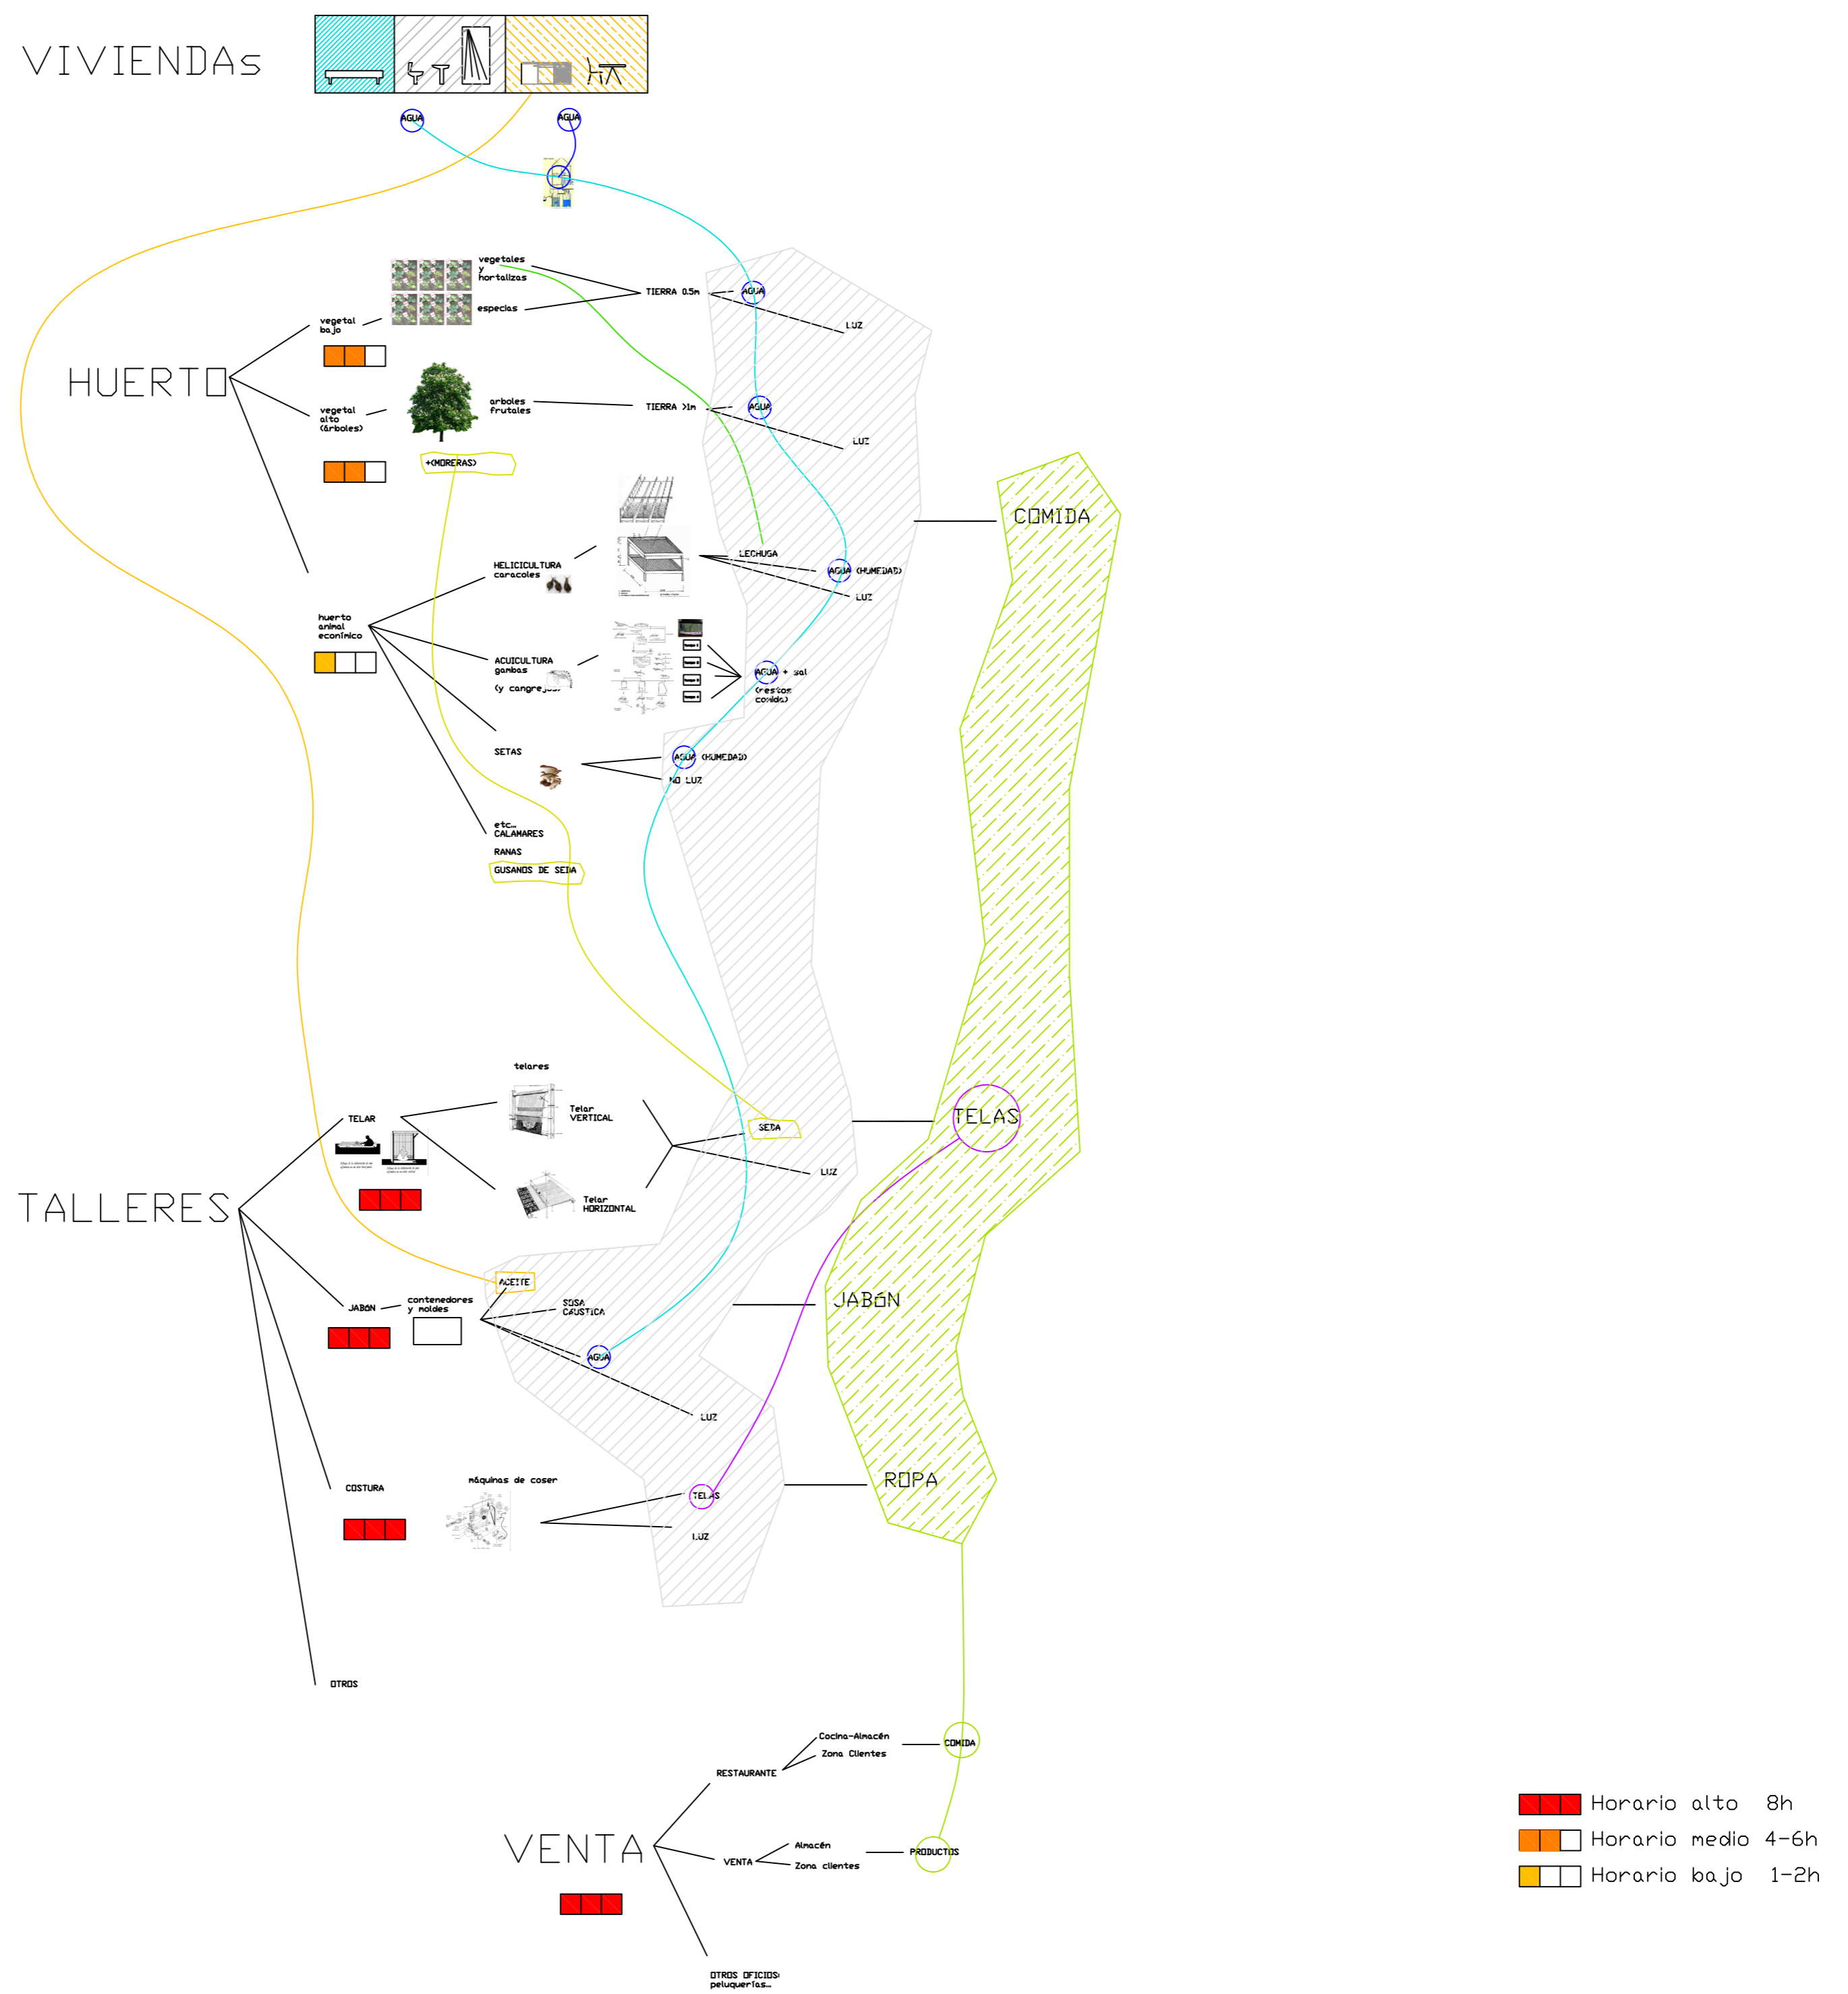 VIVIENDAs
AGUA
AGUA
HUERTO
vegetal
bajo
vegetales
y
hortalizas
especias
TIERRA 0.5m
AGUA
LUZ
vegetal
alto
(árboles)
arboles
frutales
TIERRA >1m
AGUA
LUZ
+(MORERAS)
COMIDA
huerto
animal
econímico
HELICICULTURA
caracoles
LECHUGA
AGUA (HUMEDAD)
LUZ
ACUICULTURA
gambas
(y cangrejos)
AGUA + sal
(restos
comida)
SETAS
AGUA (HUMEDAD)
NO LUZ
etc...
CALAMARES
RANAS
GUSANOS DE SEDA
TALLERES
TELAR
telares
Telar
VERTICAL
Telar
HORIZONTAL
SEDA
LUZ
TELAS
JABóN
contenedores
y moldes
ACEITE
SOSA
CAUSTICA
AGUA
LUZ
JABóN
COSTURA
máquinas de coser
TELAS
LUZ
ROPA
OTROS
VENTA
RESTAURANTE
Cocina-Almacén
Zona Clientes
COMIDA
VENTA
Almacén
Zona clientes
PRODUCTOS
OTROS OFICIOS:
peluquerías...
Horario alto 8h
Horario medio 4-6h
Horario bajo 1-2h